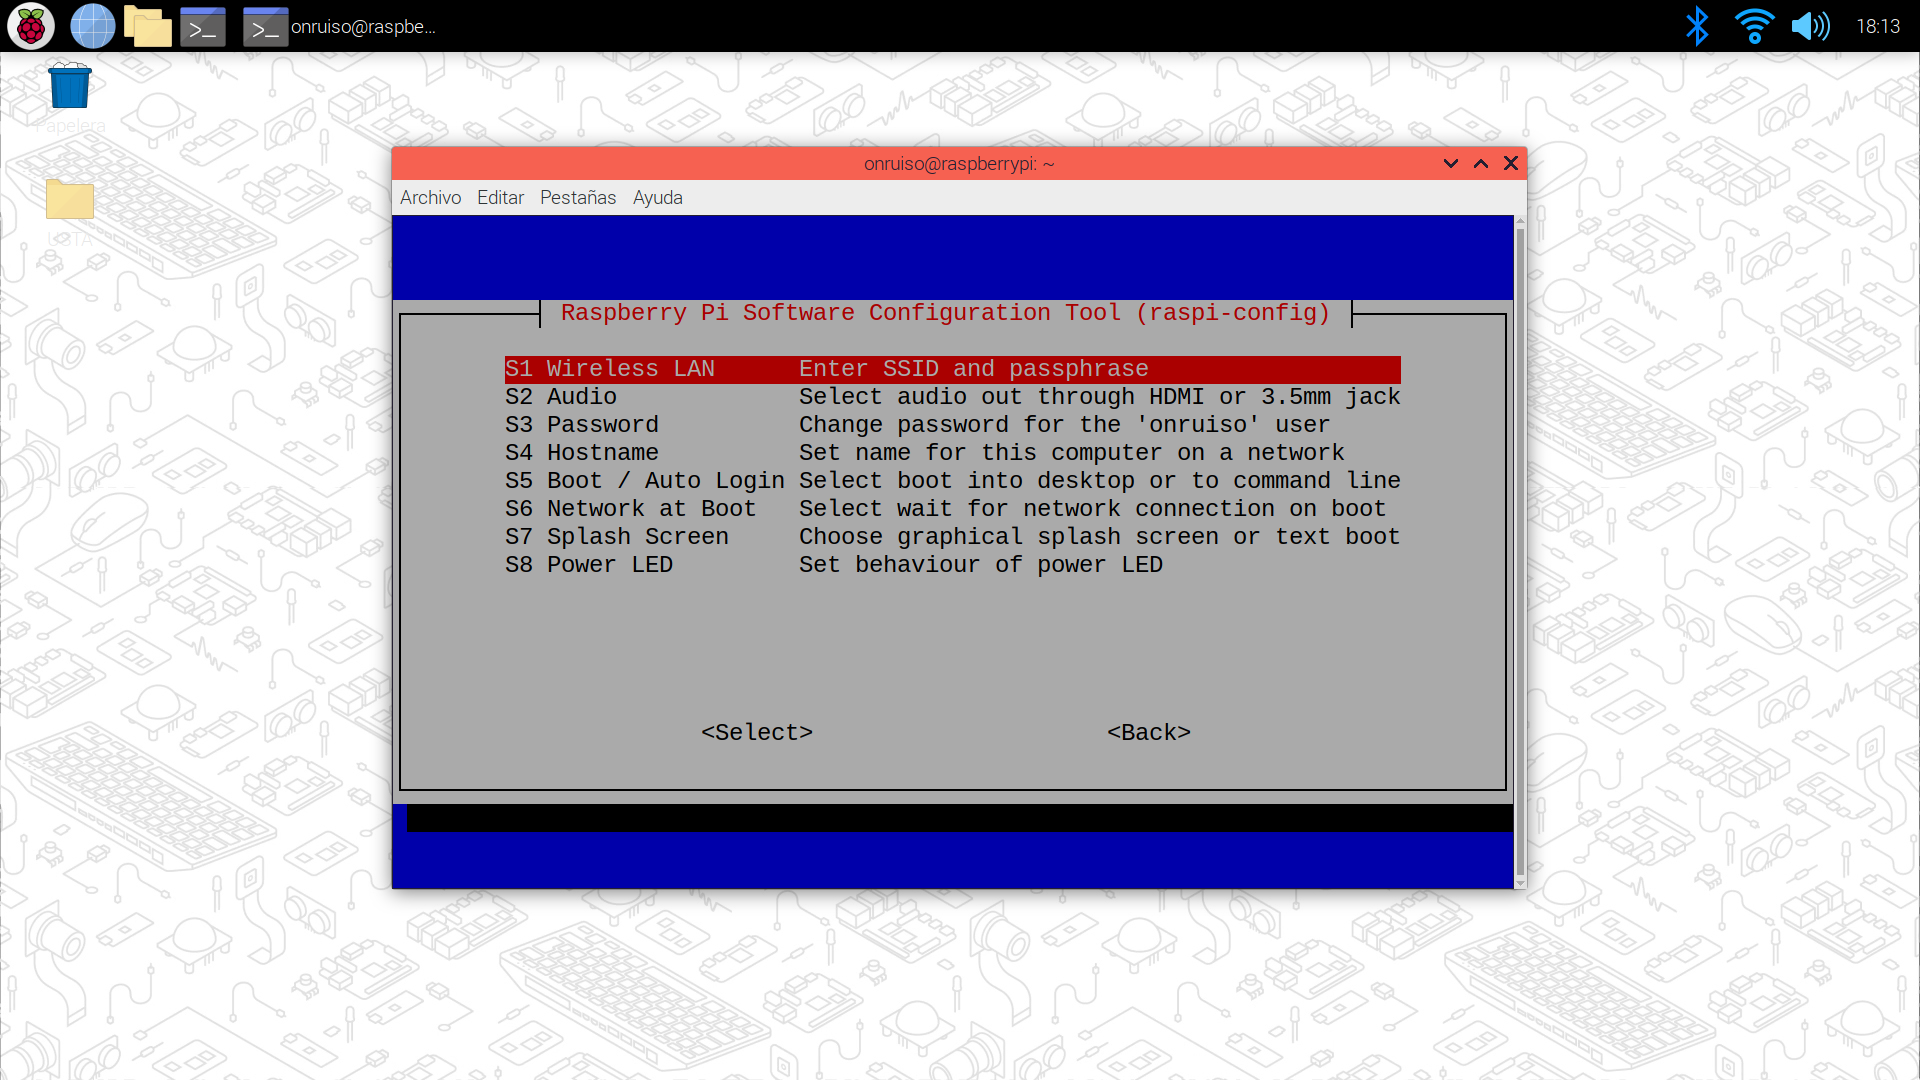 onruiso@raspbe...
18:13
Papelera
USTA
onruiso@raspberrypi: ~
Archivo Editar Pestañas Ayuda
Raspberry Pi Software Configuration Tool (raspi-config)
S1 Wireless LAN Enter SSID and passphrase
S2 Audio Select audio out through HDMI or 3.5mm jack
S3 Password Change password for the 'onruiso' user
S4 Hostname Set name for this computer on a network
S5 Boot / Auto Login Select boot into desktop or to command line
S6 Network at Boot Select wait for network connection on boot
S7 Splash Screen Choose graphical splash screen or text boot
S8 Power LED Set behaviour of power LED
<Select> <Back>